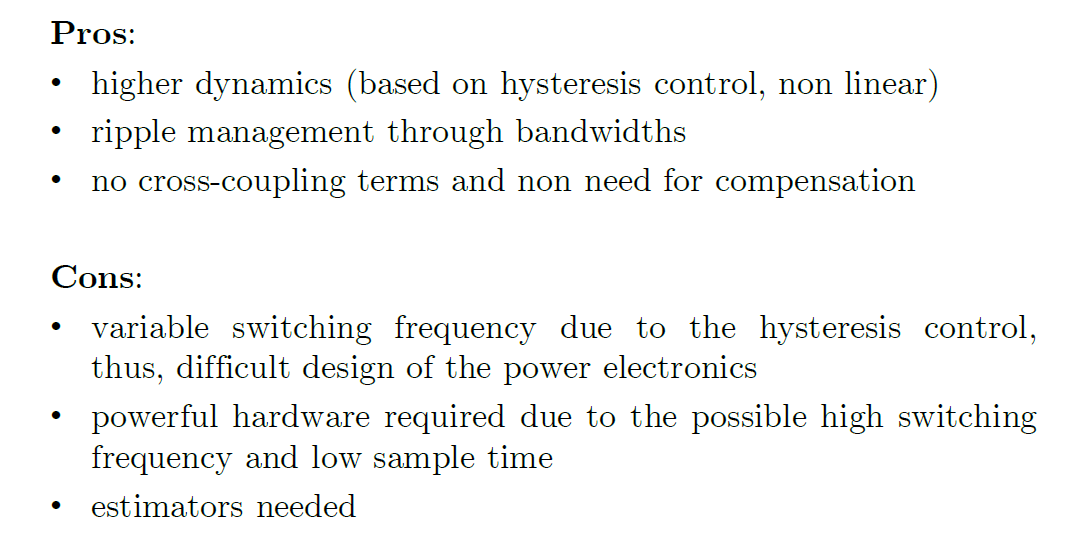 Pros:
• higher dynamics (based on hysteresis control, non linear)
• ripple management through bandwidths
• no cross-coupling terms and non need for compensation
Cons:
• variable switching frequency due to the hysteresis control,
thus, difficult design of the power electronics
• powerful hardware required due to the possible high switching
frequency and low sample time
• estimators needed